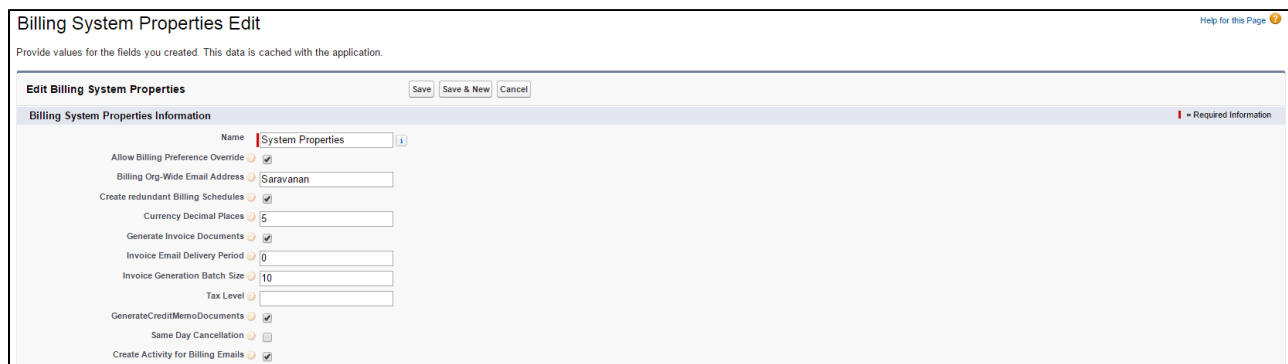 Billing System Properties Edit
Help for this Page
Provide values for the fields you created. This data is cached with the application.
Edit Billing System Properties
Save Save & New Cancel
Billing System Properties Information
= Required Information
Name System Properties
Allow Billing Preference Override
Billing Org-Wide Email Address Saravanan
Create redundant Billing Schedules
Currency Decimal Places 5
Generate Invoice Documents
Invoice Email Delivery Period 0
Invoice Generation Batch Size 10
Tax Level
GenerateCreditMemoDocuments
Same Day Cancellation
Create Activity for Billing Emails